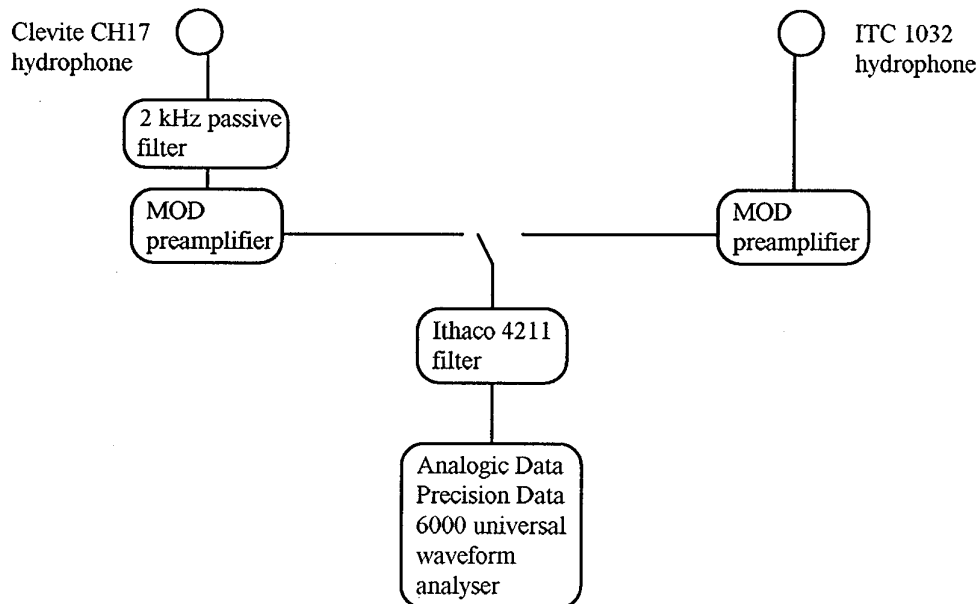 Clevite CH17
hydrophone
ITC 1032
hydrophone
2 kHz passive
filter
MOD
preamplifier
MOD
preamplifier
Ithaco 4211
filter
Analogic Data
Precision Data
6000 universal
waveform
analyser